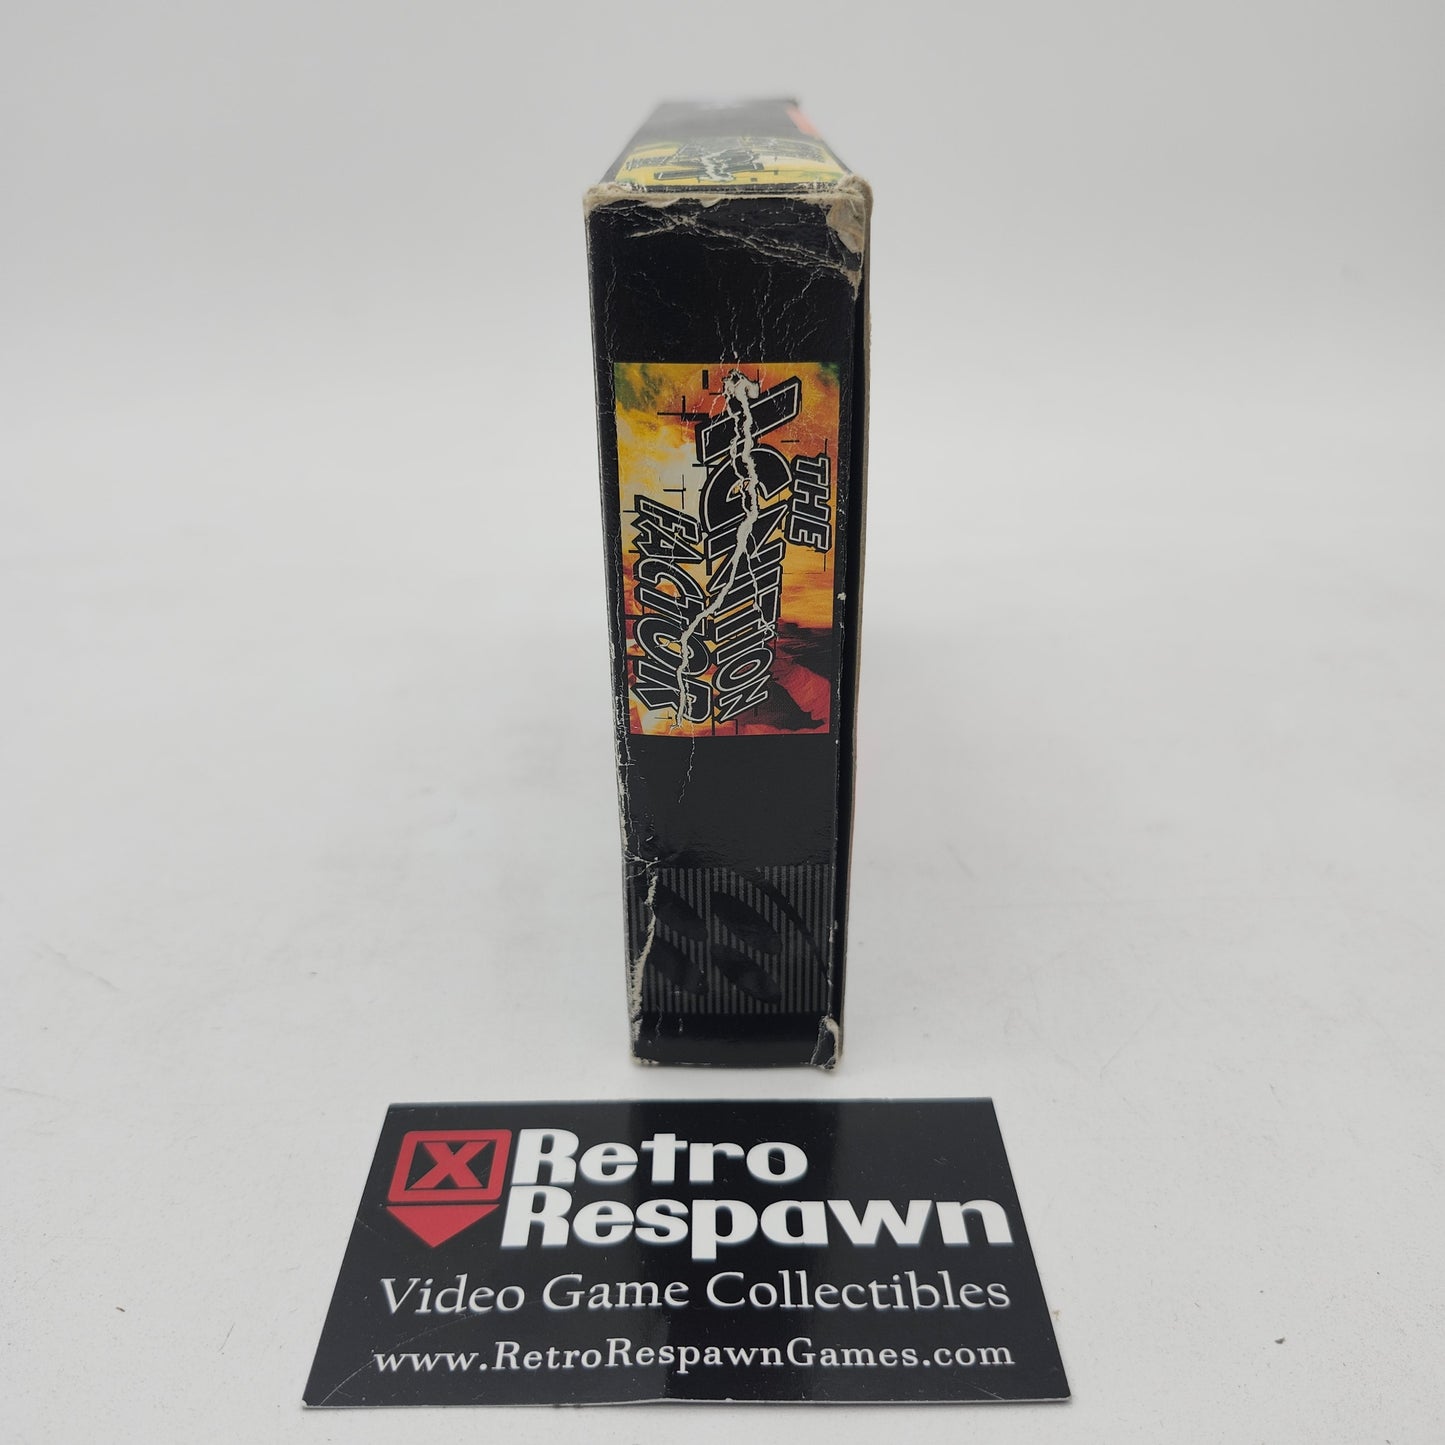 THE
IGNITION
FACTOR
X Retro
Respawn
Video Game Collectibles
www.RetroRespawnGames.com